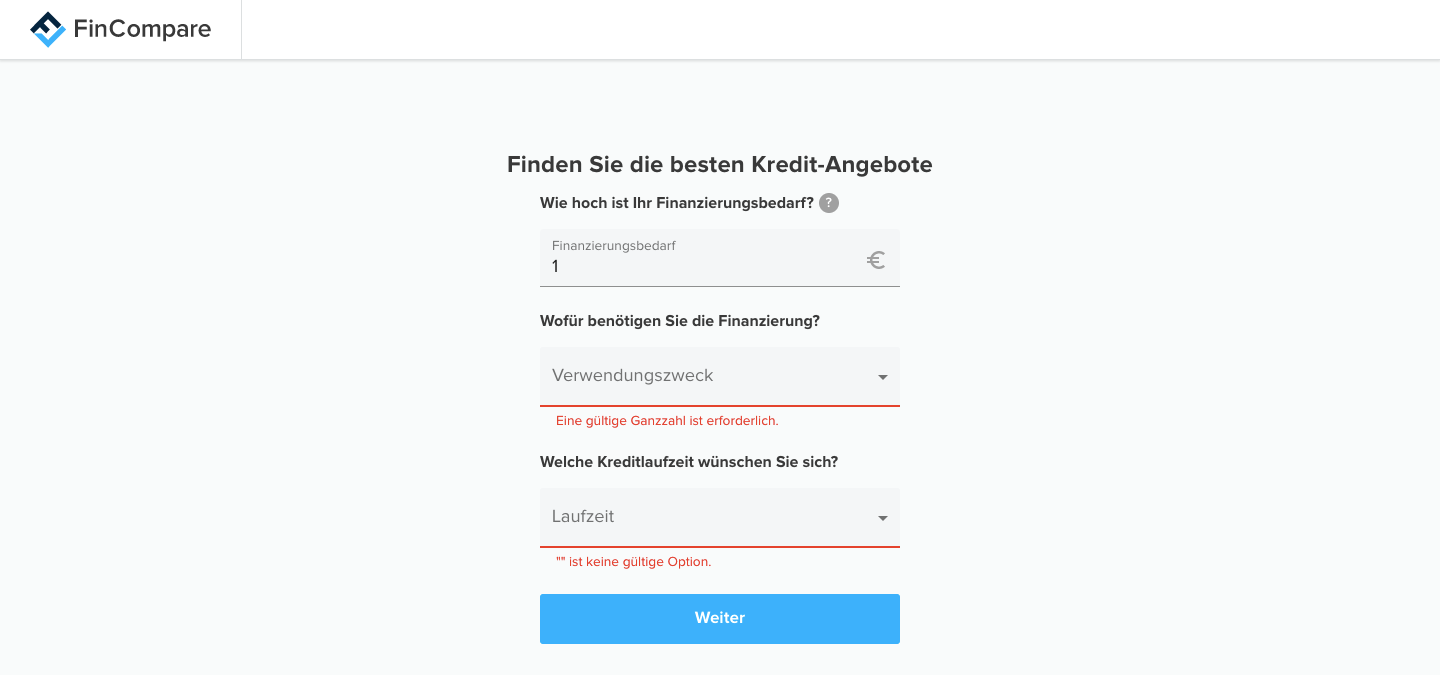 FinCompare
Finden Sie die besten Kredit-Angebote
Wie hoch ist Ihr Finanzierungsbedarf? ?
Finanzierungsbedarf
1 €
Wofür benötigen Sie die Finanzierung?
Verwendungszweck
Eine gültige Ganzzahl ist erforderlich.
Welche Kreditlaufzeit wünschen Sie sich?
Laufzeit
"" ist keine gültige Option.
Weiter